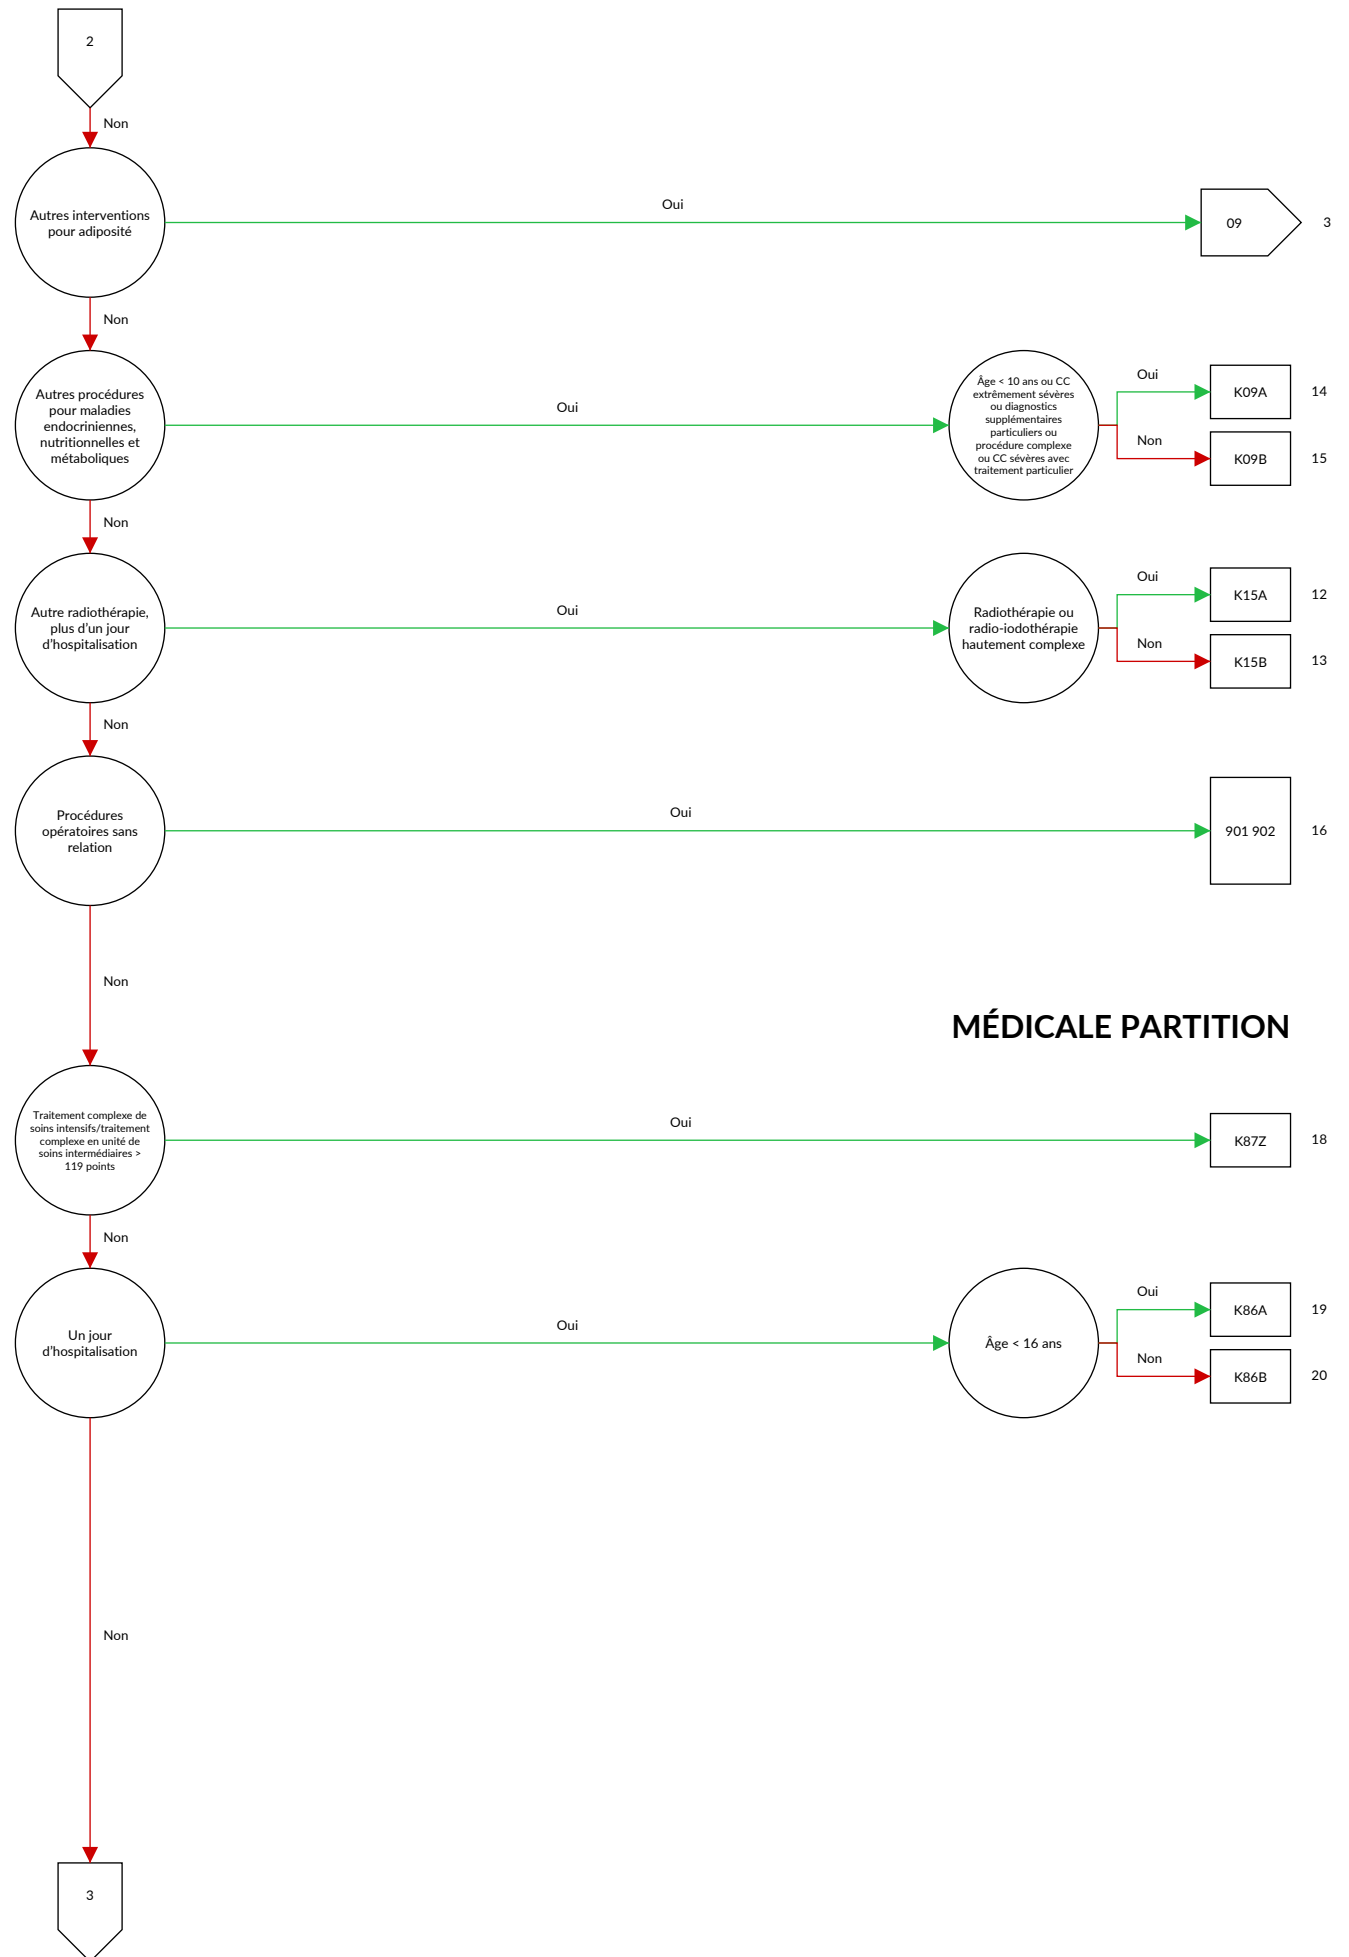 2
Non
Autres interventions
pour adiposité
Oui
09
3
Non
Autres procédures
pour maladies
endocriniennes,
nutritionnelles et
métaboliques
Oui
Âge < 10 ans ou CC
extrêmement sévères
ou diagnostics
supplémentaires
particuliers ou
procédure complexe
ou CC sévères avec
traitement particulier
Oui
K09A
14
Non
K09B
15
Non
Autre radiothérapie,
plus d'un jour
d'hospitalisation
Oui
Radiothérapie ou
radio-iodothérapie
hautement complexe
Oui
K15A
12
Non
K15B
13
Non
Procédures
opératoires sans
relation
Oui
901 902
16
Non
MÉDICALE PARTITION
Traitement complexe de
soins intensifs/traitement
complexe en unité de
soins intermédiaires >
119 points
Oui
K87Z
18
Non
Un jour
d'hospitalisation
Oui
Âge < 16 ans
Oui
K86A
19
Non
K86B
20
Non
3